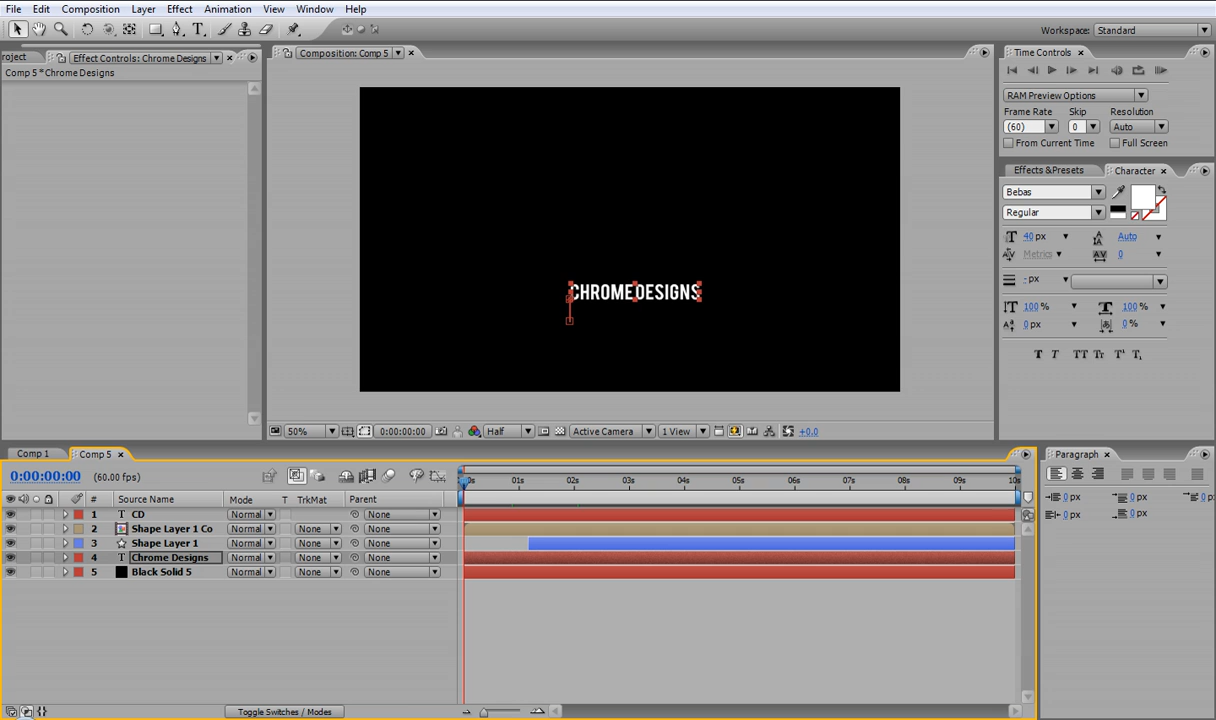 File Edit Composition Layer Effect Animation View Window Help
Workspace: Standard
roject Effect Controls: Chrome Designs
Comp 5 * Chrome Designs
Composition: Comp 5
Time Controls
RAM Preview Options
Frame Rate Skip Resolution
(60) 0 Auto
From Current Time Full Screen
Effects & Presets Character
Bebas
Regular
40 px Auto
Metrics 0
- px
100 % 100 %
0 px 0 %
T T TT Tr T¹ T₁
CHROME DESIGNS
50% 0:00:00:00 Half Active Camera 1 View +0.0
Comp 1 Comp 5
0:00:00:00 (60.00 fps)
# Source Name Mode T TrkMat Parent
0s 01s 02s 03s 04s 05s 06s 07s 08s 09s 10s
1 T CD Normal None
2 Shape Layer 1 Co Normal None None
3 Shape Layer 1 Normal None None
4 T Chrome Designs Normal None None
5 Black Solid 5 Normal None None
Toggle Switches / Modes
Paragraph
0 px 0 px 0 px
0 px 0 px